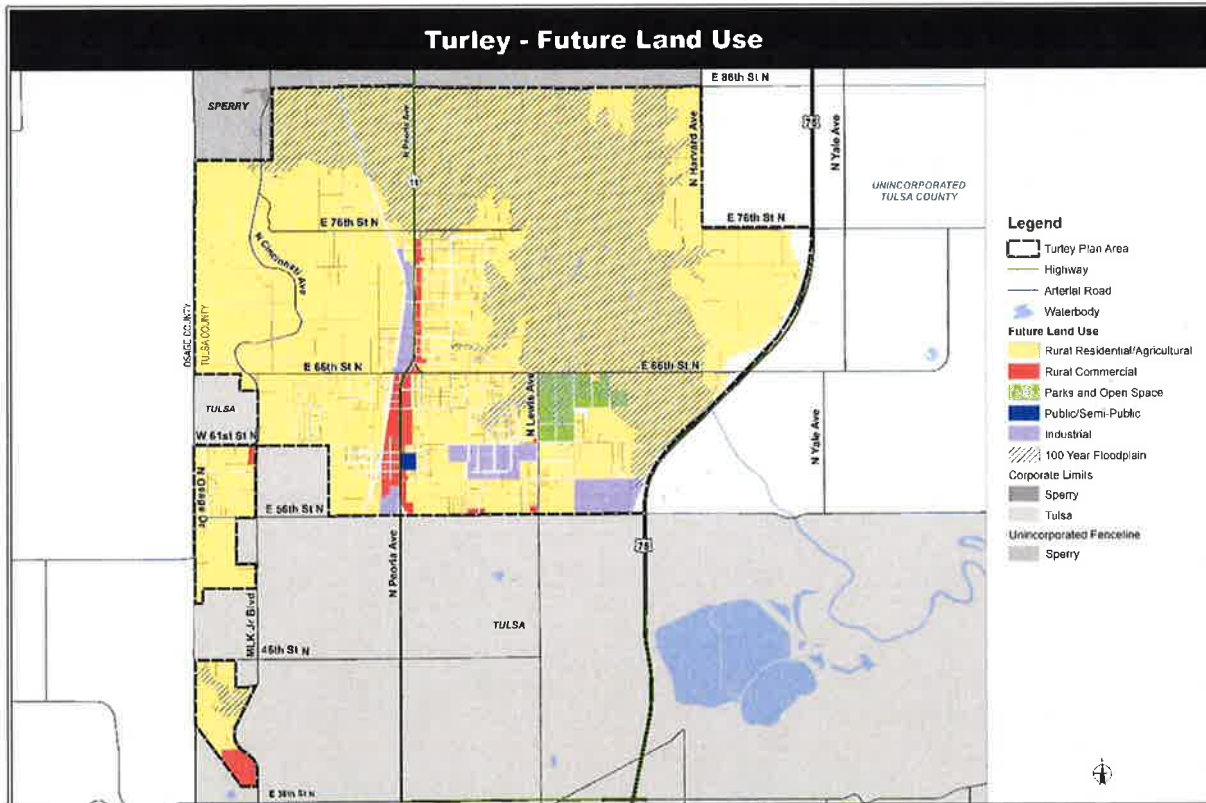 Turley - Future Land Use
E 86th St N
SPERRY
N Peoria Ave
75
N Yale Ave
11
N Harvard Ave
UNINCORPORATED
TULSA COUNTY
E 76th St N
E 76th St N
N Cincinnati Ave
OSAGE COUNTY
TULSA COUNTY
E 66th St N
E 66th St N
TULSA
N Lewis Ave
W 61st St N
N Yale Ave
N Osage Dr
E 56th St N
75
N Peoria Ave
MLK Jr Blvd
TULSA
46th St N
E 36th St N
Legend
Turley Plan Area
Highway
Arterial Road
Waterbody
Future Land Use
Rural Residential/Agricultural
Rural Commercial
Parks and Open Space
Public/Semi-Public
Industrial
100 Year Floodplain
Corporate Limits
Sperry
Tulsa
Unincorporated Fenceline
Sperry